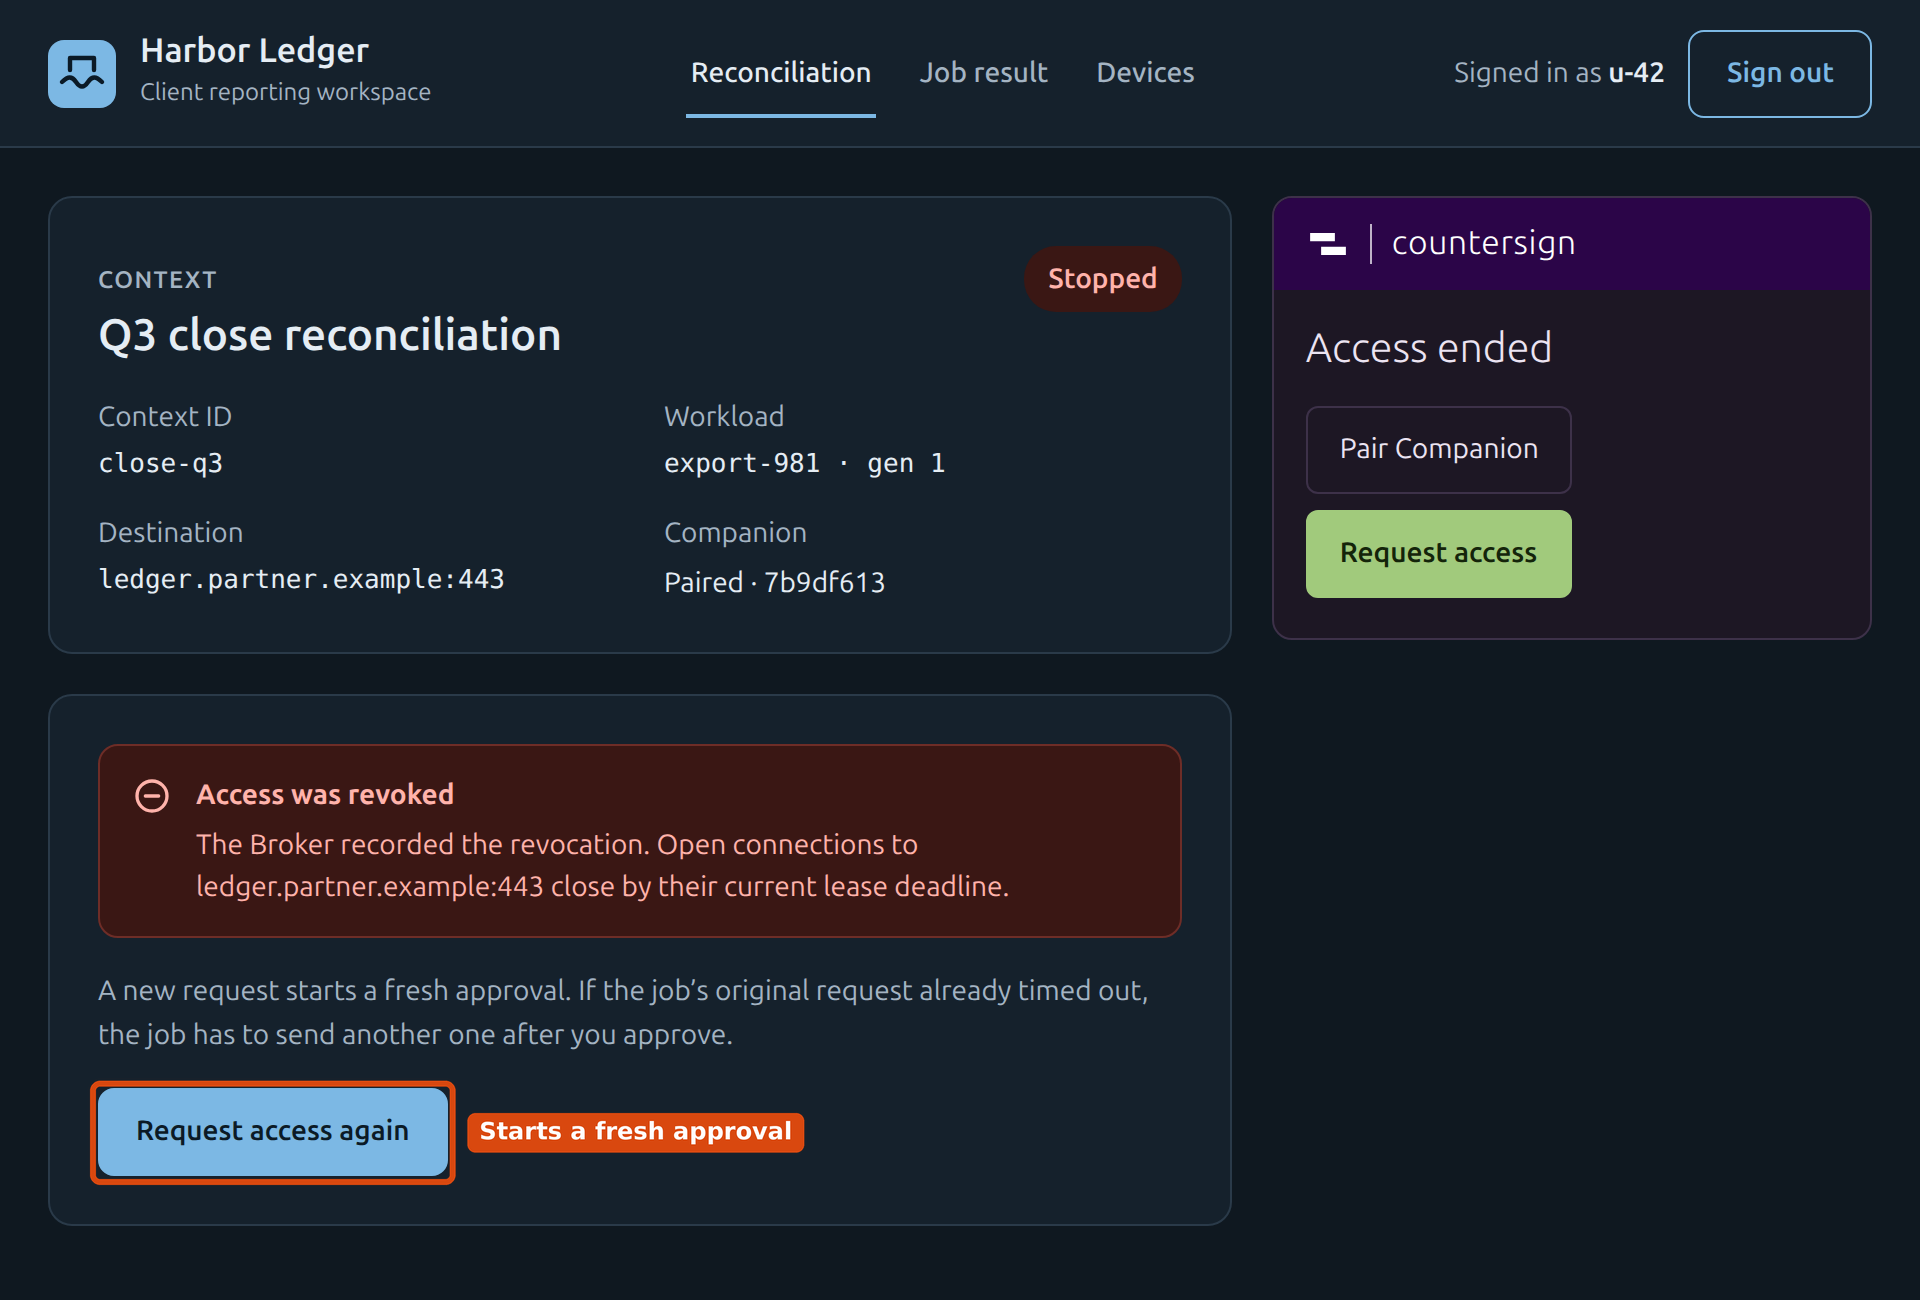 Harbor Ledger
Client reporting workspace
Reconciliation
Job result
Devices
Signed in as u-42
Sign out
CONTEXT
Stopped
Q3 close reconciliation
Context ID
close-q3
Workload
export-981 · gen 1
Destination
ledger.partner.example:443
Companion
Paired · 7b9df613
countersign
Access ended
Pair Companion
Request access
Access was revoked
The Broker recorded the revocation. Open connections to
ledger.partner.example:443 close by their current lease deadline.
A new request starts a fresh approval. If the job’s original request already timed out,
the job has to send another one after you approve.
Request access again
Starts a fresh approval